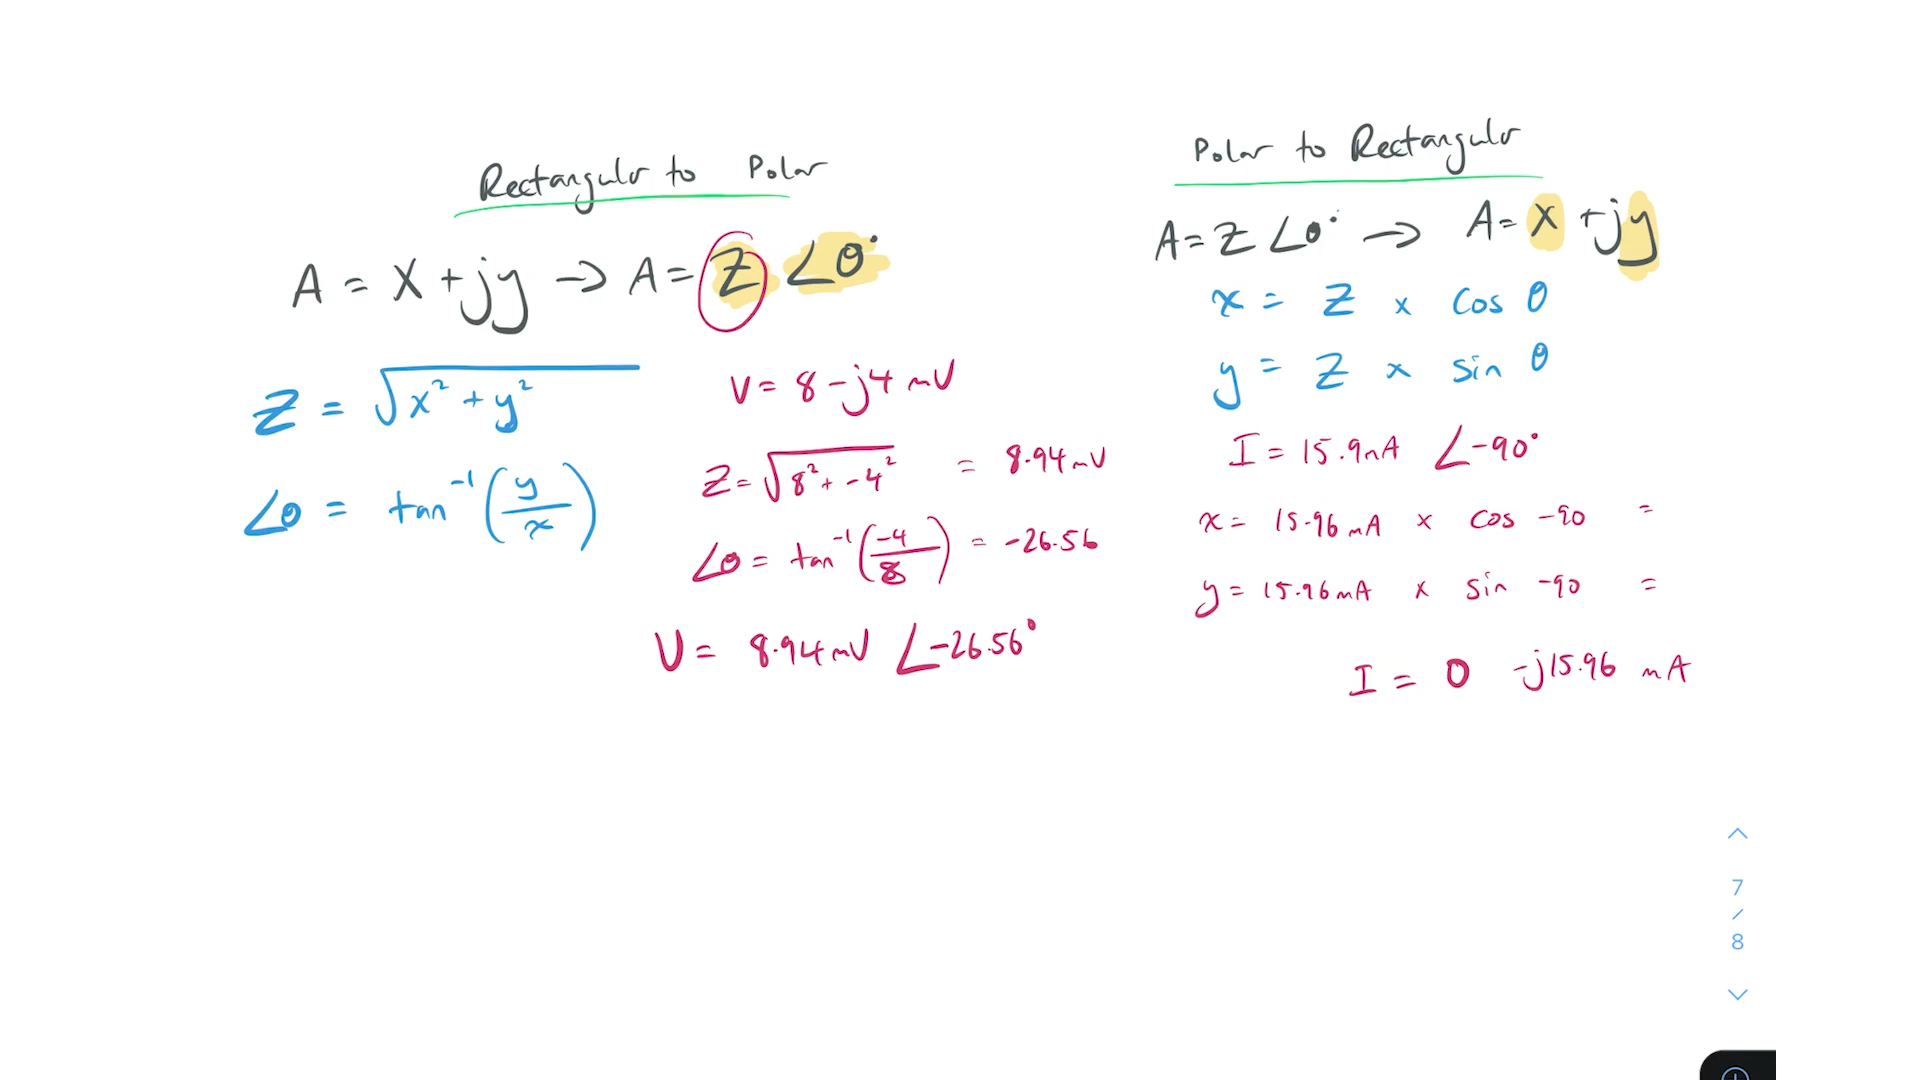 Rectangular to Polar
A = x + jy → A = Z ∠θ°
Z = √x² + y²
∠θ = tan⁻¹ (y/x)
V = 8 - j4 mV
Z = √8² + -4² = 8.94 mV
∠θ = tan⁻¹ (-4/8) = -26.56
V = 8.94 mV ∠-26.56°
Polar to Rectangular
A = Z ∠θ° → A = x + jy
x = Z x cos θ
y = Z x sin θ
I = 15.9mA ∠-90°
x = 15.96 mA x cos -90 =
y = 15.96 mA x sin -90 =
I = 0 -j15.96 mA
7
/
8